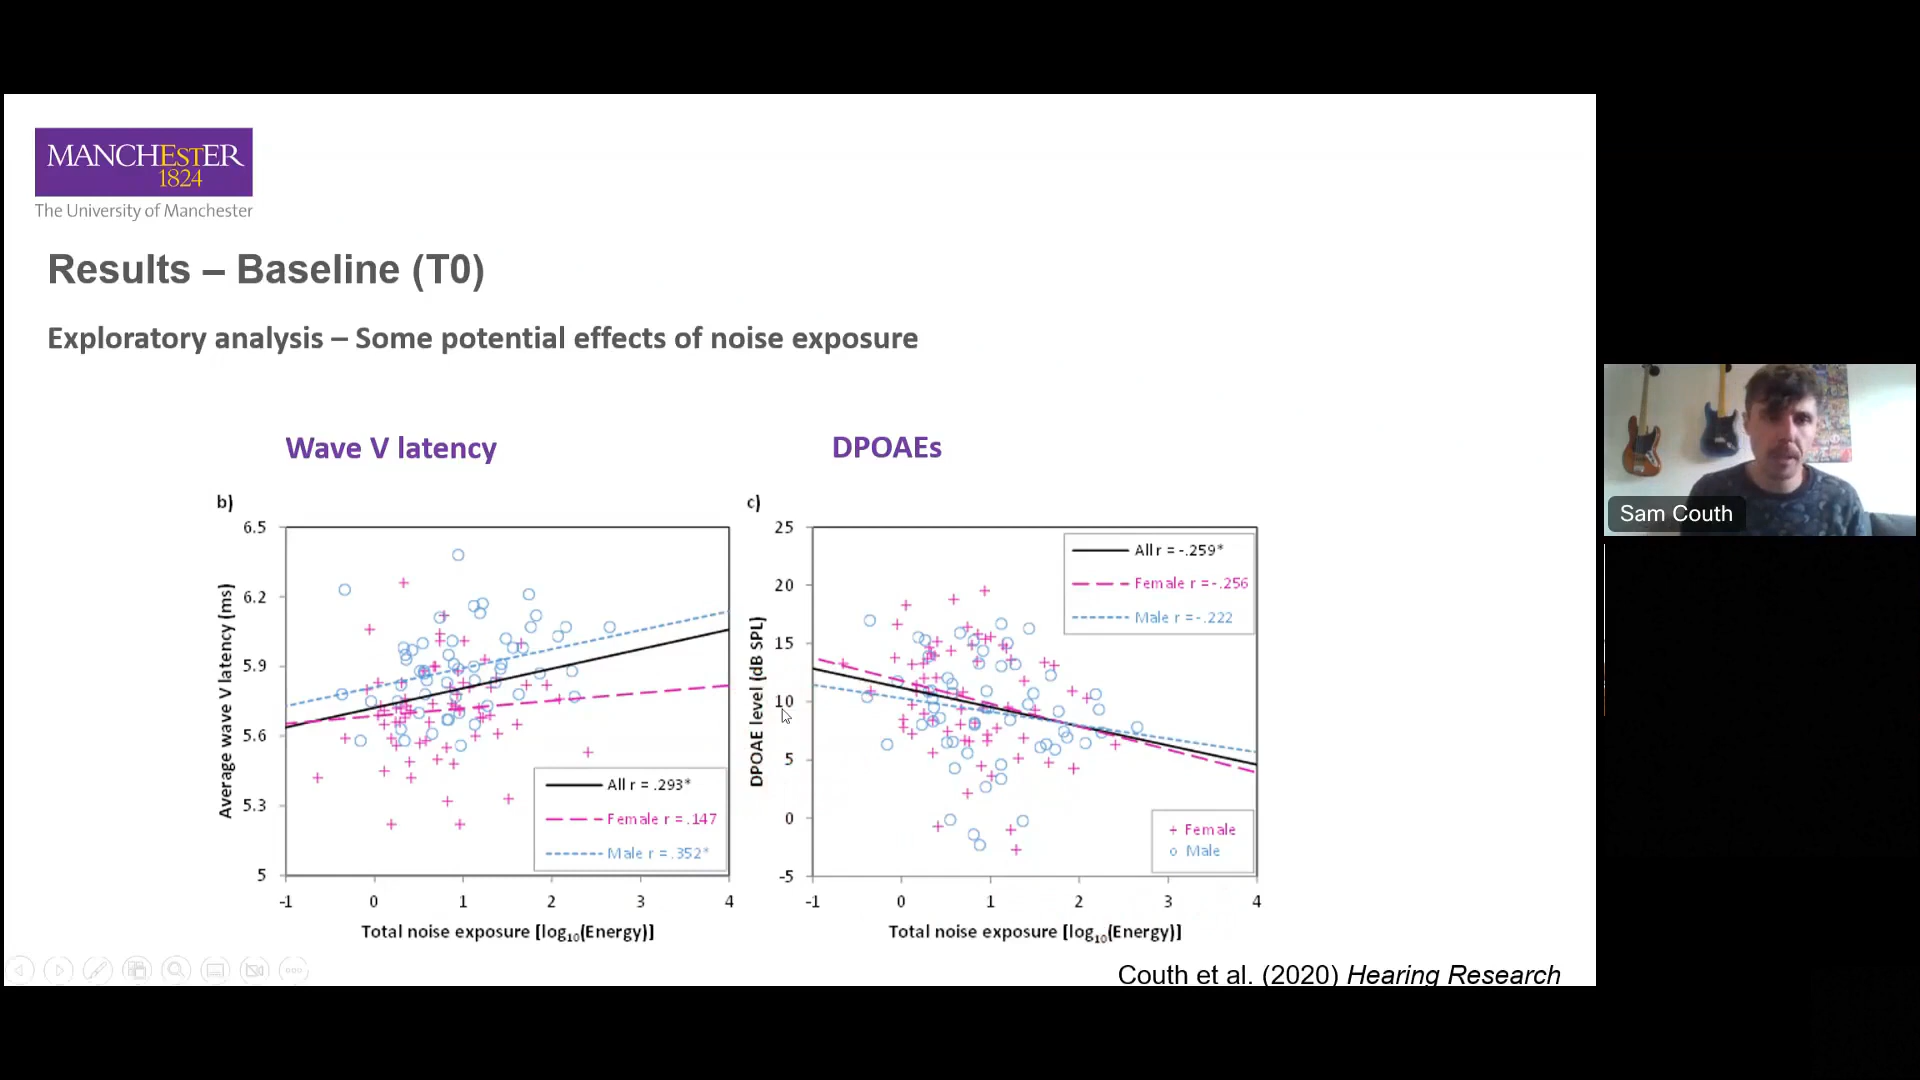 MANCHESTER
1824
The University of Manchester
Results – Baseline (T0)
Exploratory analysis – Some potential effects of noise exposure
Wave V latency
b)
6.5
6.2
5.9
5.6
5.3
5
Average wave V latency (ms)
All r = .293*
Female r = .147
Male r = .352*
-1 0 1 2 3 4
Total noise exposure [log10(Energy)]
DPOAEs
c)
25
20
15
10
5
0
-5
DPOAE level (dB SPL)
All r = -.259*
Female r = -.256
Male r = -.222
+ Female
o Male
-1 0 1 2 3 4
Total noise exposure [log10(Energy)]
Couth et al. (2020) Hearing Research
Sam Couth